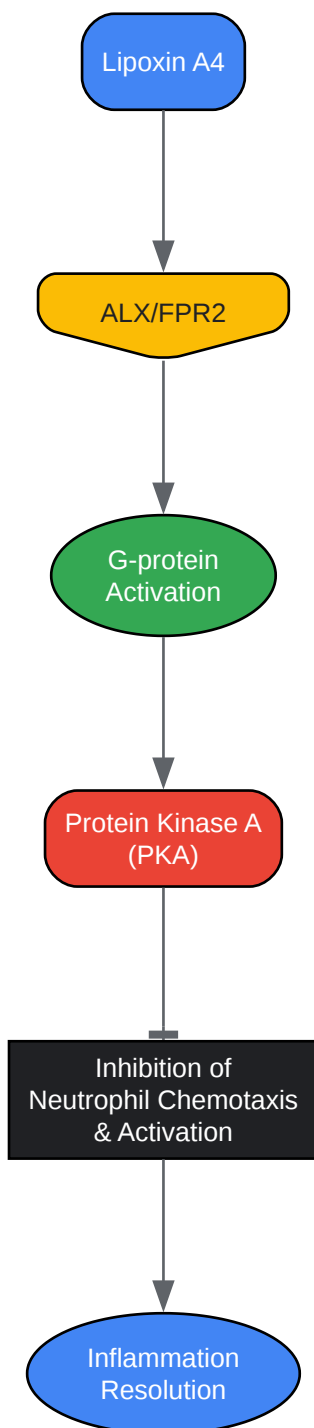 Lipoxin A4
ALX/FPR2
G-protein
Activation
Protein Kinase A
(PKA)
Inhibition of
Neutrophil Chemotaxis
& Activation
Inflammation
Resolution